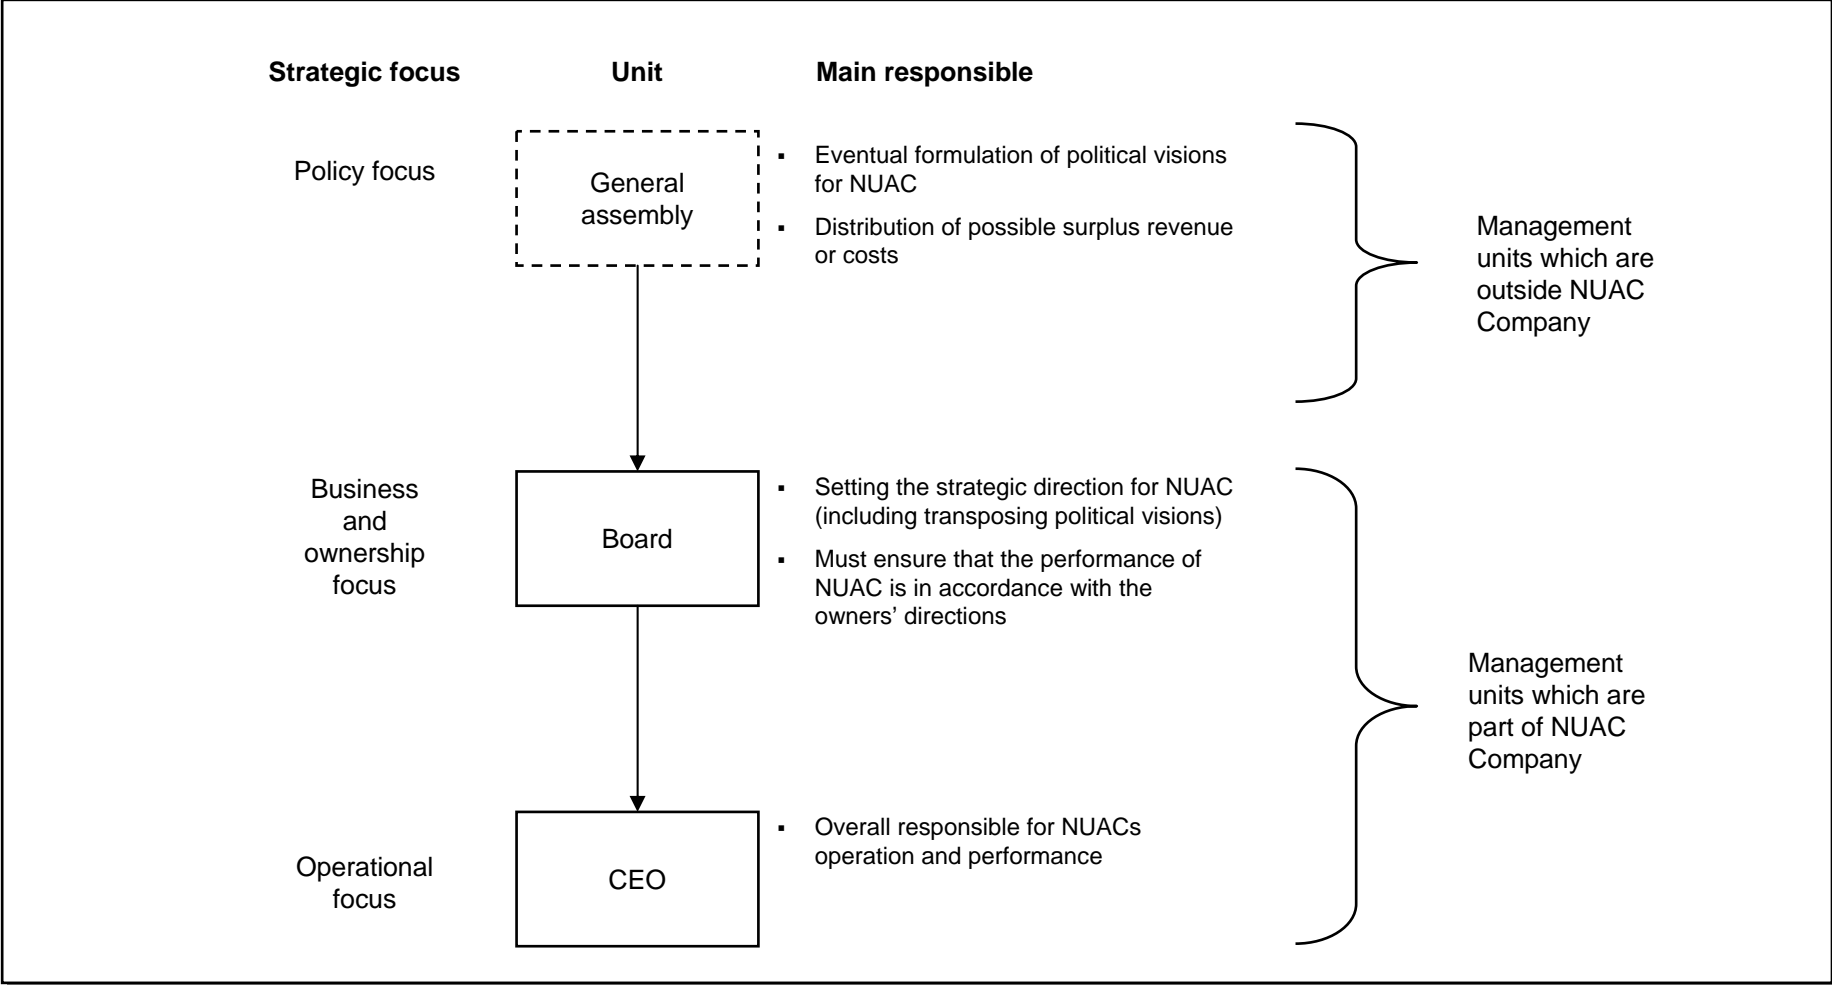 Strategic focus Unit Main responsible
Policy focus
General
assembly
▪ Eventual formulation of political visions
for NUAC
▪ Distribution of possible surplus revenue
or costs
Management
units which are
outside NUAC
Company
Business
and
ownership
focus
Board
▪ Setting the strategic direction for NUAC
(including transposing political visions)
▪ Must ensure that the performance of
NUAC is in accordance with the
owners’ directions
Management
units which are
part of NUAC
Company
Operational
focus
CEO
▪ Overall responsible for NUACs
operation and performance